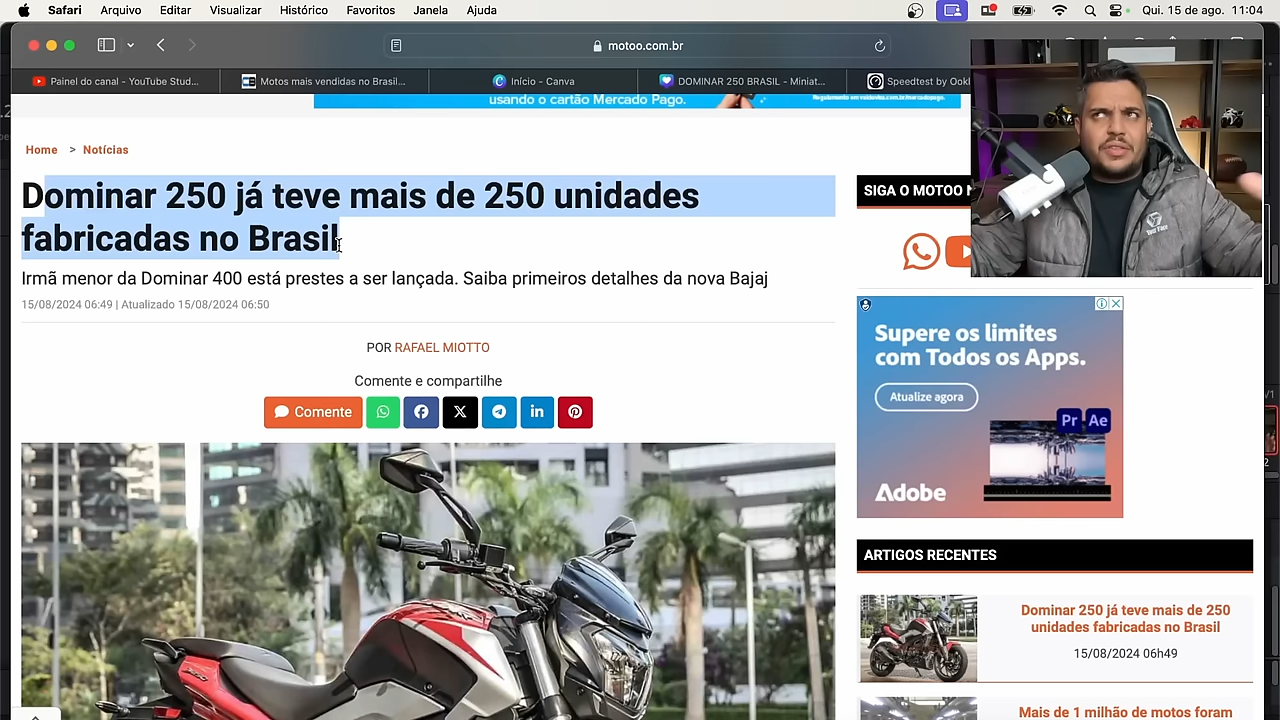 Safari Arquivo Editar Visualizar Histórico Favoritos Janela Ajuda
Qui. 15 de ago. 11:04
motoo.com.br
Painel do canal - YouTube Stud...
Motos mais vendidas no Brasil...
Início - Canva
DOMINAR 250 BRASIL - Miniat...
Speedtest by Ookl
usando o cartão Mercado Pago.
Home > Notícias
Dominar 250 já teve mais de 250 unidades
fabricadas no Brasil
Irmã menor da Dominar 400 está prestes a ser lançada. Saiba primeiros detalhes da nova Bajaj
15/08/2024 06:49 | Atualizado 15/08/2024 06:50
POR RAFAEL MIOTTO
Comente e compartilhe
Comente
SIGA O MOTOO N
Supere os limites
com Todos os Apps.
Atualize agora
Pr Ae
Adobe
ARTIGOS RECENTES
Dominar 250 já teve mais de 250
unidades fabricadas no Brasil
15/08/2024 06h49
Mais de 1 milhão de motos foram